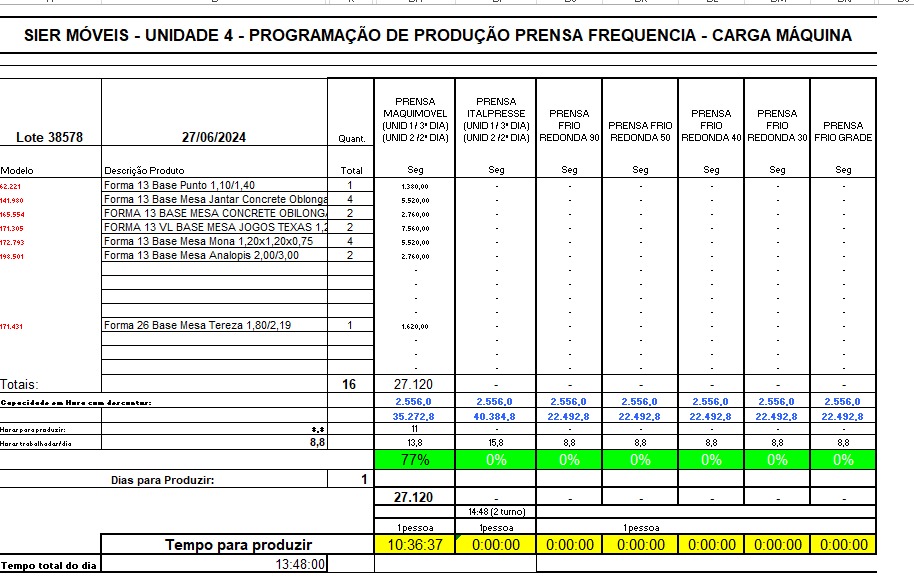 SIER MÓVEIS - UNIDADE 4 - PROGRAMAÇÃO DE PRODUÇÃO PRENSA FREQUENCIA - CARGA MÁQUINA
Lote 38578 27/06/2024 Quant. PRENSA MAQUIMOVEL (UNID 1 / 3ª DIA) (UNID 2 /2ª DIA) PRENSA ITALPRESSE (UNID 1 / 3ª DIA) (UNID 2 /2ª DIA) PRENSA FRIO REDONDA 90 PRENSA FRIO REDONDA 50 PRENSA FRIO REDONDA 40 PRENSA FRIO REDONDA 30 PRENSA FRIO GRADE
Modelo Descrição Produto Total Seg Seg Seg Seg Seg Seg Seg
62.221 Forma 13 Base Punto 1,10/1,40 1 1.380,00 - - - - - -
141.980 Forma 13 Base Mesa Jantar Concrete Oblonga 4 5.520,00 - - - - - -
165.554 FORMA 13 BASE MESA CONCRETE OBILONGA 2 2.760,00 - - - - - -
171.305 FORMA 13 VL BASE MESA JOGOS TEXAS 1,2 2 7.560,00 - - - - - -
172.793 Forma 13 Base Mesa Mona 1,20x1,20x0,75 4 5.520,00 - - - - - -
198.501 Forma 13 Base Mesa Analopis 2,00/3,00 2 2.760,00 - - - - - -
- - - - - - -
- - - - - - -
- - - - - - -
- - - - - - -
171.431 Forma 26 Base Mesa Tereza 1,80/2,19 1 1.620,00 - - - - - -
- - - - - - -
- - - - - - -
- - - - - - -
Totais: 16 27.120 - - - - - -
Capacidade em Hora com descontar: 2.556,0 2.556,0 2.556,0 2.556,0 2.556,0 2.556,0 2.556,0
35.272,8 40.384,8 22.492,8 22.492,8 22.492,8 22.492,8 22.492,8
Horas para produzir: 8,8 11 - - - - - -
Horas trabalhadas/dia 8,8 13,8 15,8 8,8 8,8 8,8 8,8 8,8
77% 0% 0% 0% 0% 0% 0%
Dias para Produzir: 1
27.120 - - - - - -
14:48 (2 turno)
1 pessoa 1 pessoa 1 pessoa
Tempo para produzir 10:36:37 0:00:00 0:00:00 0:00:00 0:00:00 0:00:00 0:00:00
Tempo total do dia 13:48:00